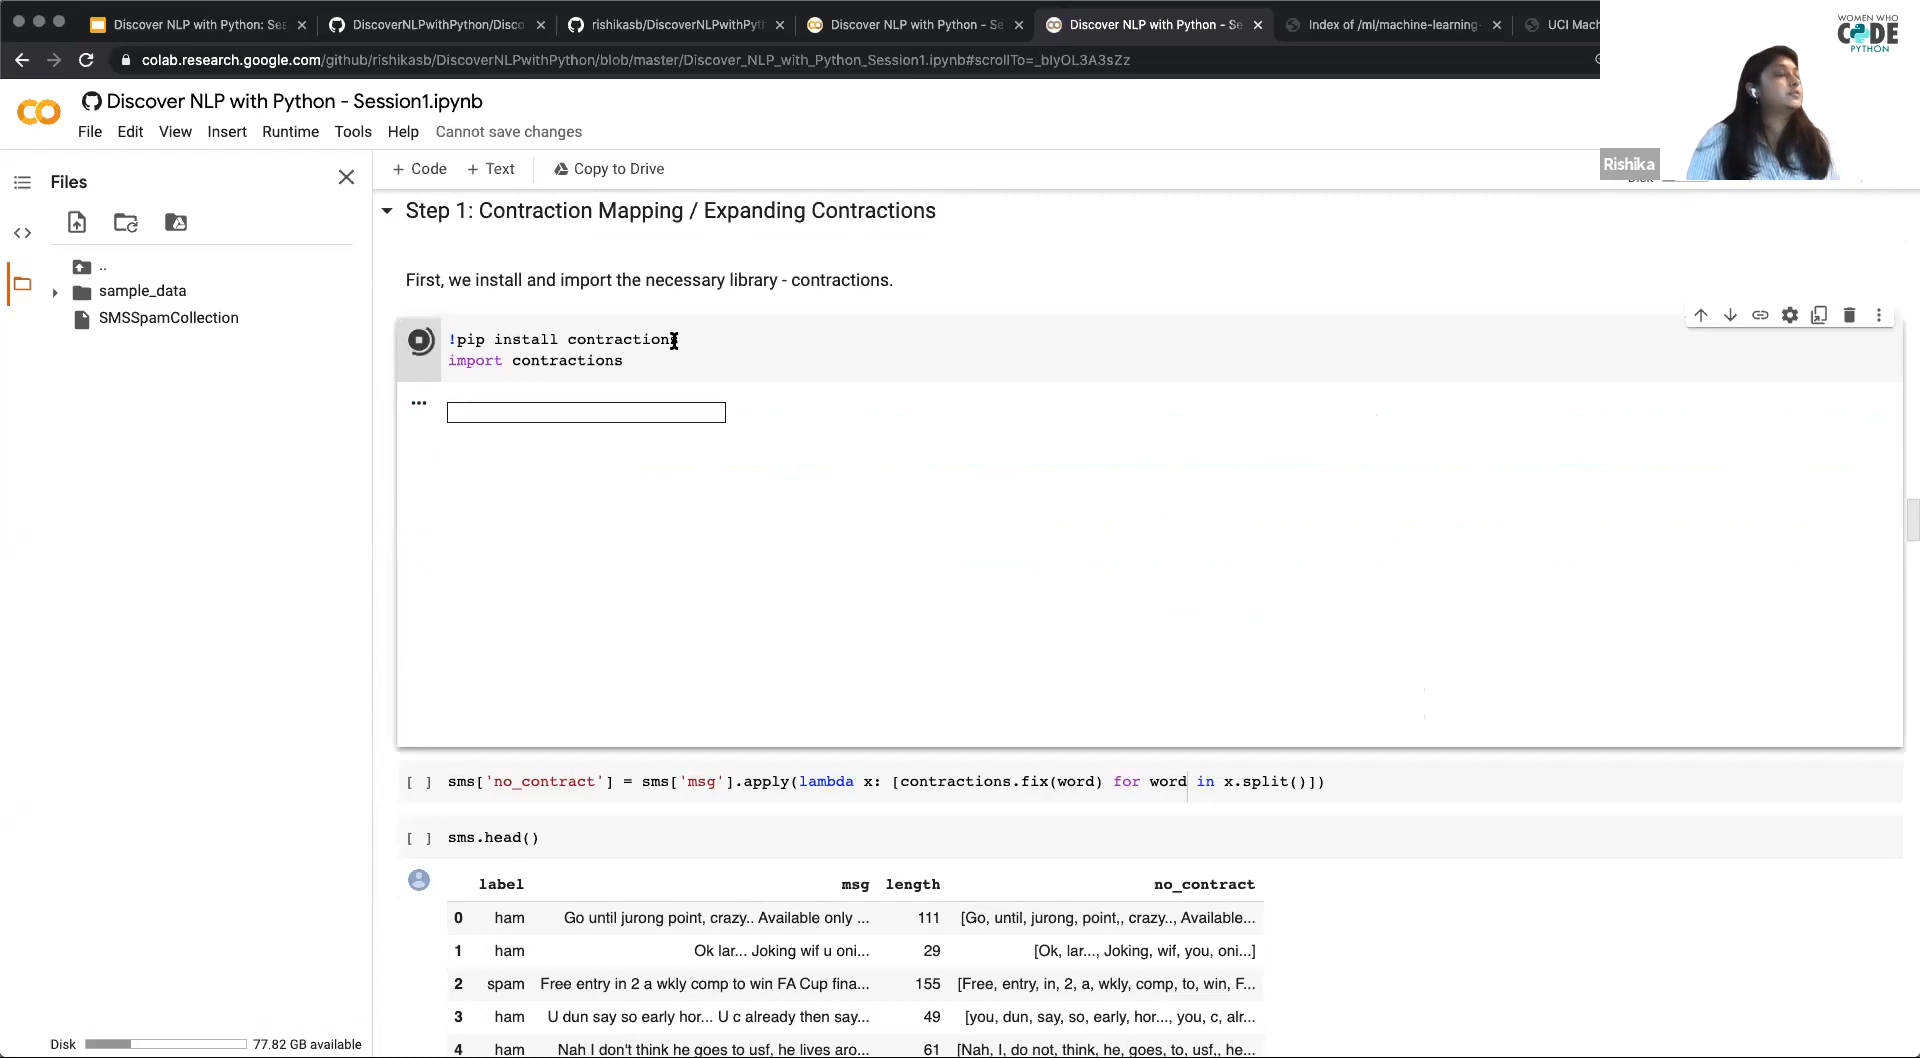 Discover NLP with Python: Ses
DiscoverNLPwithPython/Disco
rishikasb/DiscoverNLPwithPyth
Discover NLP with Python - Se
Discover NLP with Python - Se
Index of /ml/machine-learning-
UCI Mach
WOMEN WHO
CODE
PYTHON
colab.research.google.com/github/rishikasb/DiscoverNLPwithPython/blob/master/Discover_NLP_with_Python_Session1.ipynb#scrollTo=_bIyOL3A3sZz
CO
Discover NLP with Python - Session1.ipynb
File Edit View Insert Runtime Tools Help Cannot save changes
Rishika
Files
+ Code + Text Copy to Drive
Disk
Step 1: Contraction Mapping / Expanding Contractions
First, we install and import the necessary library - contractions.
..
sample_data
SMSSpamCollection
!pip install contractions
import contractions
[ ] sms['no_contract'] = sms['msg'].apply(lambda x: [contractions.fix(word) for word in x.split()])
[ ] sms.head()
label msg length no_contract
0 ham Go until jurong point, crazy.. Available only ... 111 [Go, until, jurong, point,, crazy.., Available...
1 ham Ok lar... Joking wif u oni... 29 [Ok, lar..., Joking, wif, you, oni...]
2 spam Free entry in 2 a wkly comp to win FA Cup fina... 155 [Free, entry, in, 2, a, wkly, comp, to, win, F...
3 ham U dun say so early hor... U c already then say... 49 [you, dun, say, so, early, hor..., you, c, alr...
4 ham Nah I don't think he goes to usf, he lives aro... 61 [Nah, I, do not, think, he, goes, to, usf,, he...
Disk 77.82 GB available